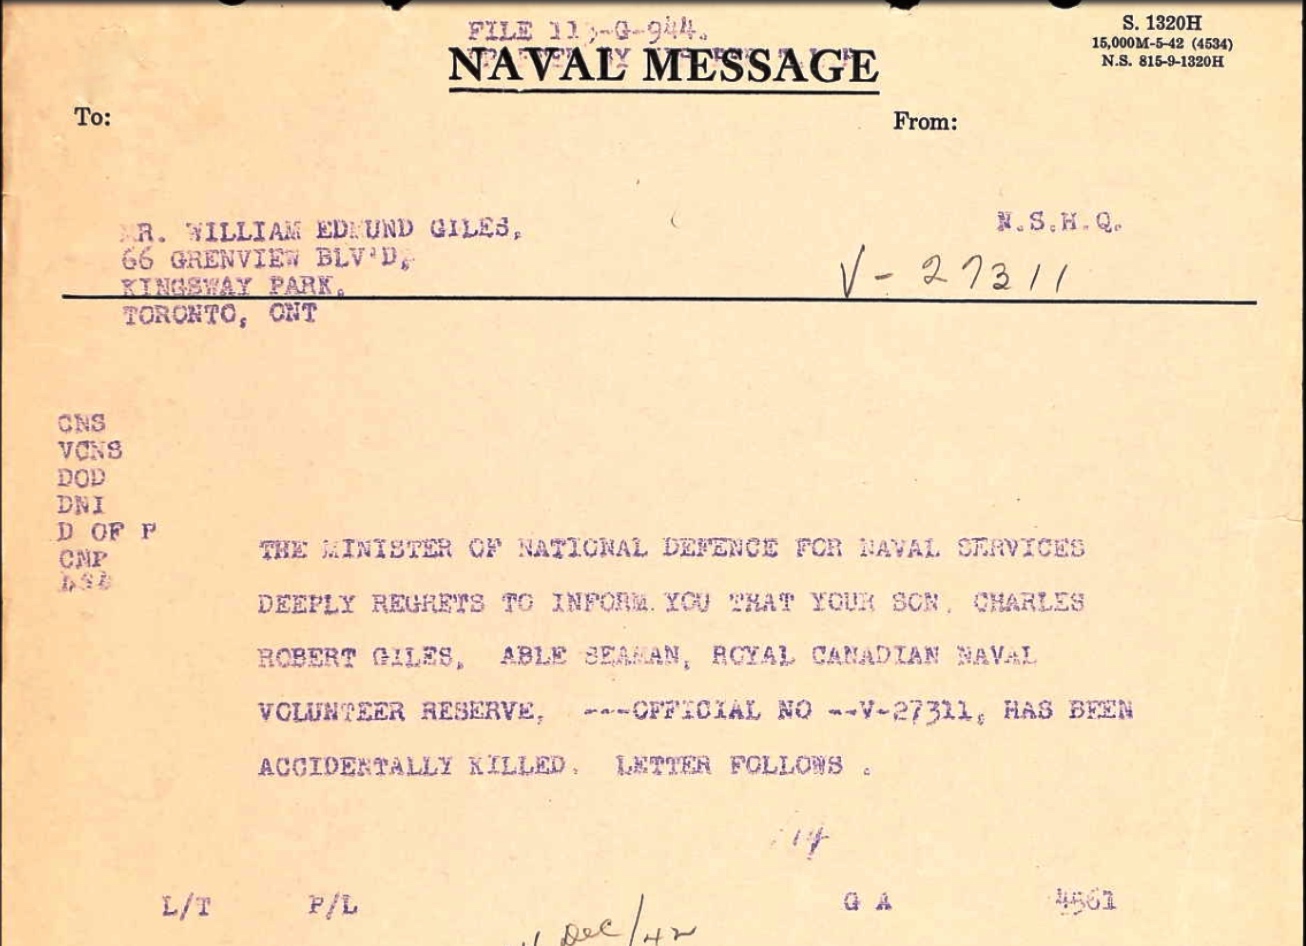 FILE 113-G-944.
S. 1320H
15,000M-5-42 (4534)
N.S. 815-9-1320H
NAVAL MESSAGE
To:
From:
MR. WILLIAM EDMUND GILES,
N.S.H.Q.
66 GRENVIEW BLV'D,
V-27311
KINGSWAY PARK,
TORONTO, ONT
CNS
VCNS
DOD
DNI
D OF P
CNP
THE MINISTER OF NATIONAL DEFENCE FOR NAVAL SERVICES
DEEPLY REGRETS TO INFORM YOU THAT YOUR SON, CHARLES
ROBERT GILES, ABLE SEAMAN, ROYAL CANADIAN NAVAL
VOLUNTEER RESERVE, ---OFFICIAL NO --V-27311, HAS BEEN
ACCIDENTALLY KILLED. LETTER FOLLOWS .
L/T P/L G A 4561
Dec/42